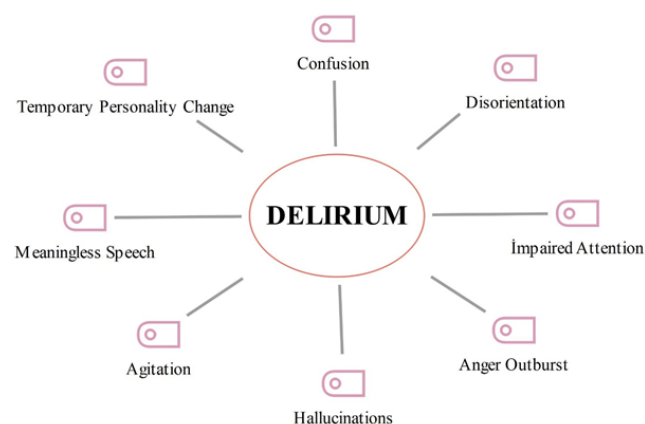 Confusion
Temporary Personality Change
Disorientation
DELIRIUM
Meaningless Speech
İmpaired Attention
Agitation
Anger Outburst
Hallucinations